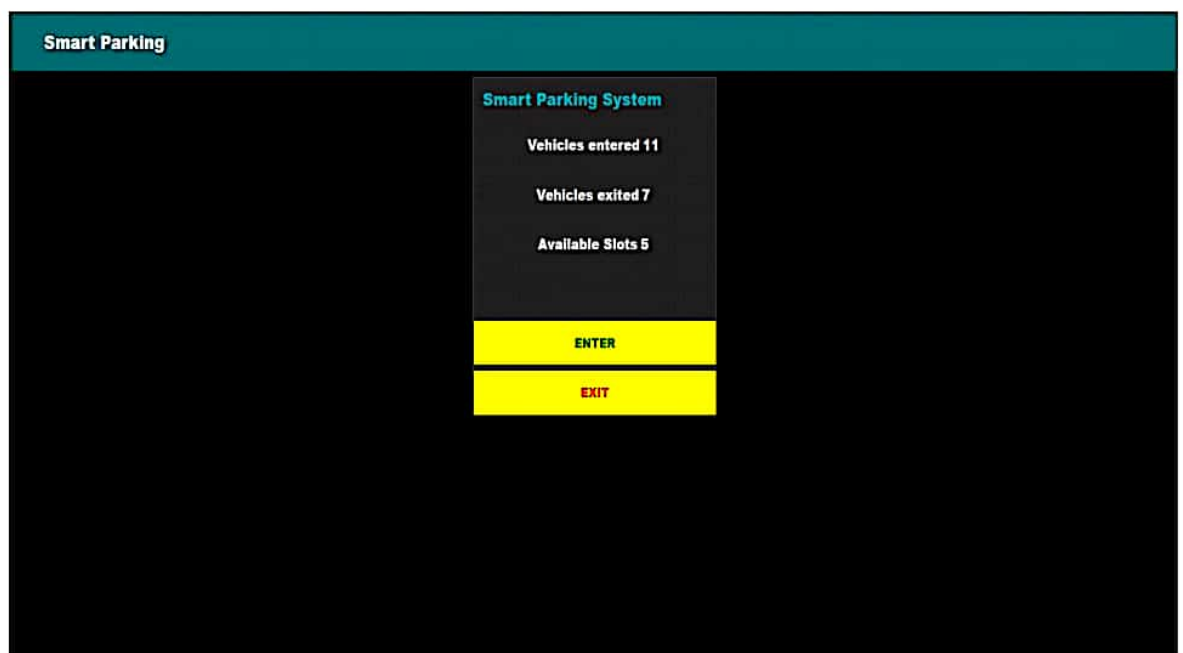 Smart Parking
Smart Parking System
Vehicles entered 11
Vehicles exited 7
Available Slots 5
ENTER
EXIT